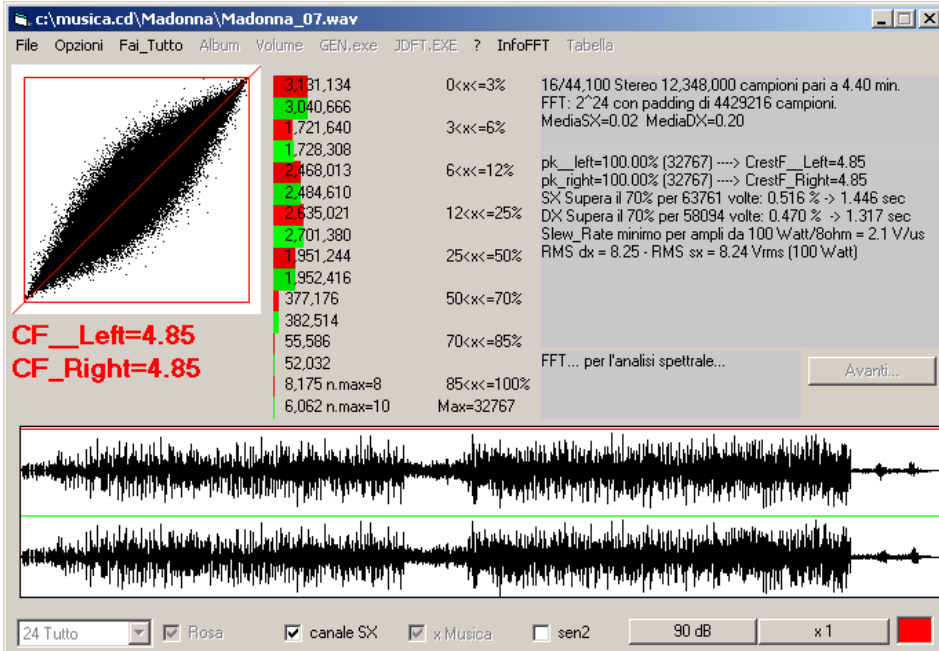 c:\musica.cd\Madonna\Madonna_07.wav
File Opzioni Fai_Tutto Album Volume GEN.exe JDFT.EXE ? InfoFFT Tabella
3,131,134 0<x<=3%
3,040,666
1,721,640 3<x<=6%
1,728,308
2,468,013 6<x<=12%
2,484,610
2,635,021 12<x<=25%
2,701,380
1,951,244 25<x<=50%
1,952,416
377,176 50<x<=70%
382,514
55,586 70<x<=85%
52,032
8,175 n.max=8 85<x<=100%
6,062 n.max=10 Max=32767
16/44,100 Stereo 12,348,000 campioni pari a 4.40 min.
FFT: 2^24 con padding di 4429216 campioni.
MediaSX=0.02 MediaDX=0.20
pk__left=100.00% (32767) ----> CrestF__Left=4.85
pk_right=100.00% (32767) ----> CrestF_Right=4.85
SX Supera il 70% per 63761 volte: 0.516 % -> 1.446 sec
DX Supera il 70% per 58094 volte: 0.470 % -> 1.317 sec
Slew_Rate minimo per ampli da 100 Watt/8ohm = 2.1 V/us
RMS dx = 8.25 - RMS sx = 8.24 Vrms (100 Watt)
CF__Left=4.85
CF_Right=4.85
FFT... per l'analisi spettrale...
Avanti...
24 Tutto Rosa canale SX x Musica sen2 90 dB x 1